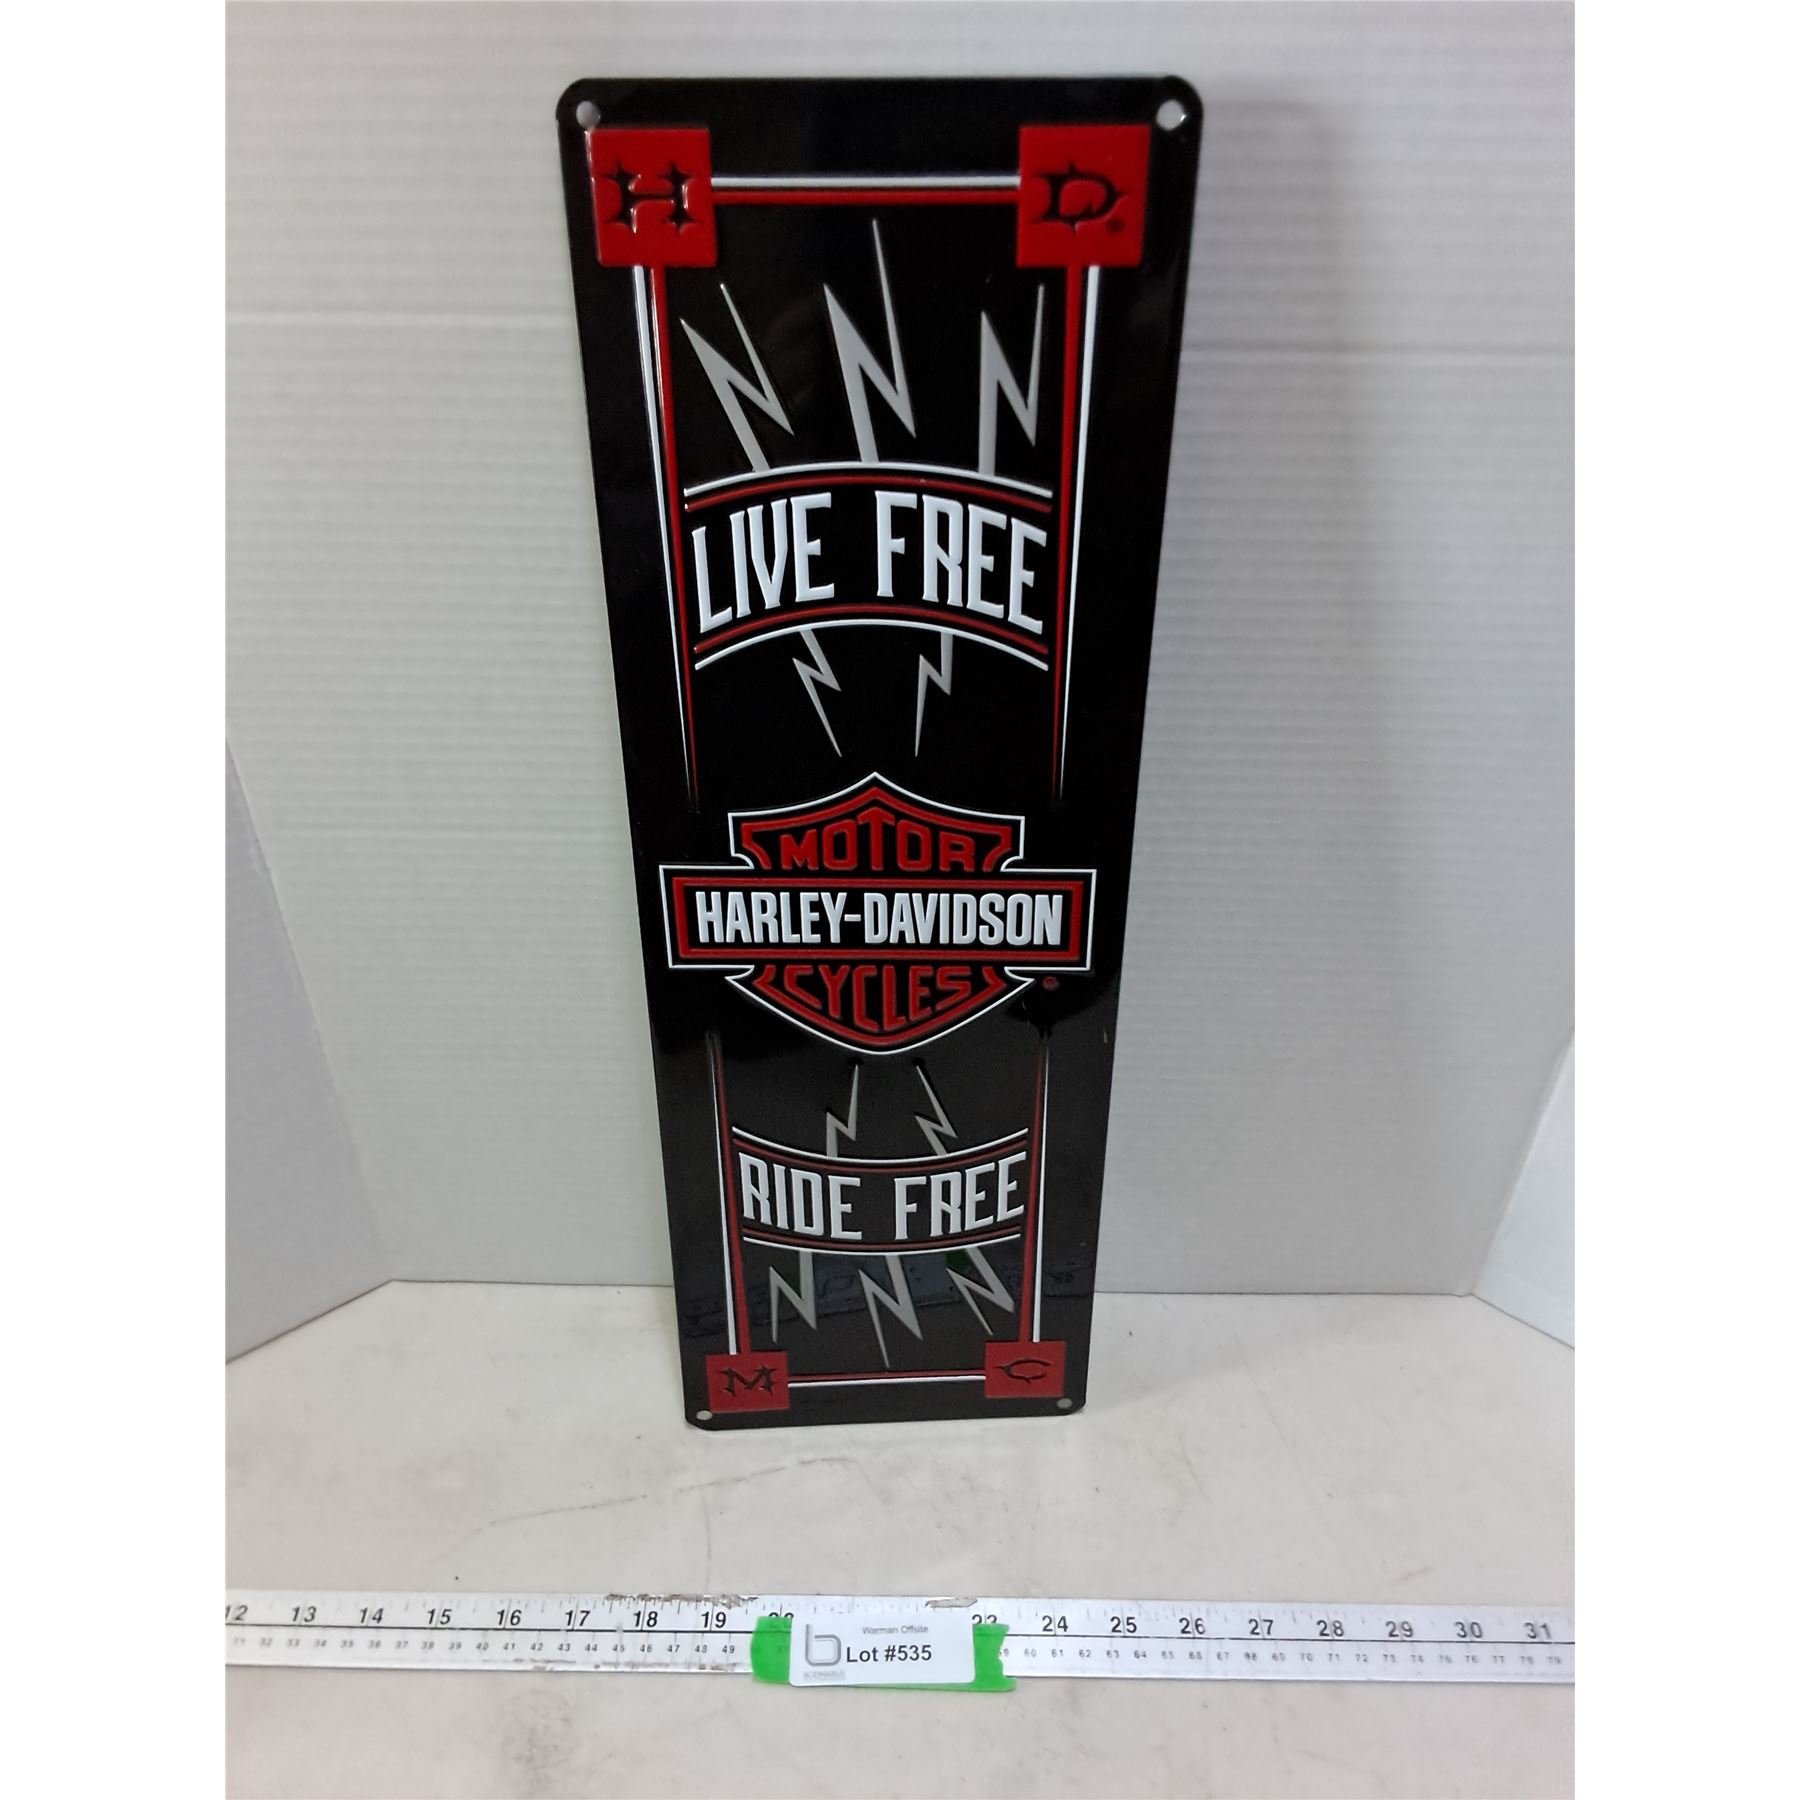 H D®
LIVE FREE
MOTOR
HARLEY-DAVIDSON
CYCLES
RIDE FREE
M C
12 13 14 15 16 17 18 19 20 23 24 25 26 27 28 29 30 31
Warman Offsite
Lot #535